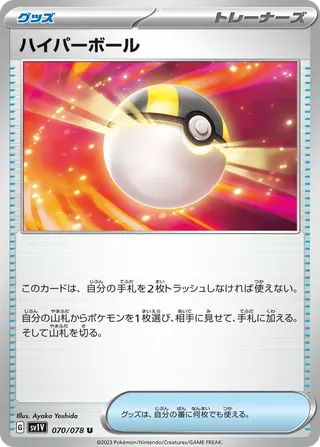 グッズ
トレーナーズ
ハイパーボール
このカードは、自分の手札を2枚トラッシュしなければ使えない。
自分の山札からポケモンを1枚選び、相手に見せて、手札に加える。
そして山札を切る。
Illus. Ayaka Yoshida
G sv1V 070/078 U
グッズは、自分の番に何枚でも使える。
©2023 Pokémon/Nintendo/Creatures/GAME FREAK.